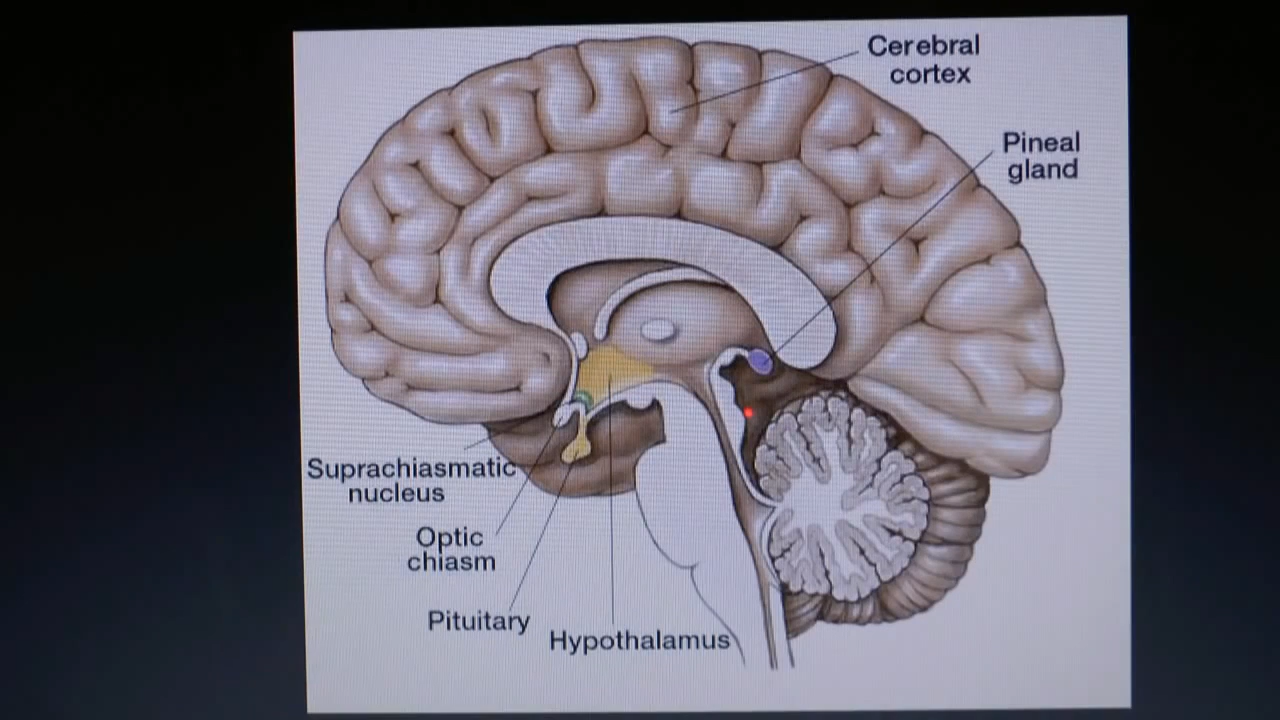 Cerebral
cortex
Pineal
gland
Suprachiasmatic
nucleus
Optic
chiasm
Pituitary
Hypothalamus